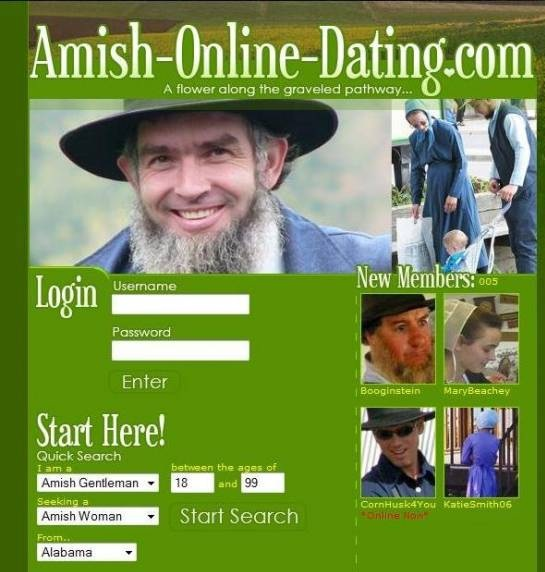 Amish-Online-Dating.com
A flower along the graveled pathway...
Login
Username
Password
Enter
New Members: 005
Booginstein
MaryBeachey
CornHusk4You
*Online Now*
KatieSmith06
Start Here!
Quick Search
I am a
Amish Gentleman
between the ages of
18 and 99
Seeking a
Amish Woman
Start Search
From..
Alabama